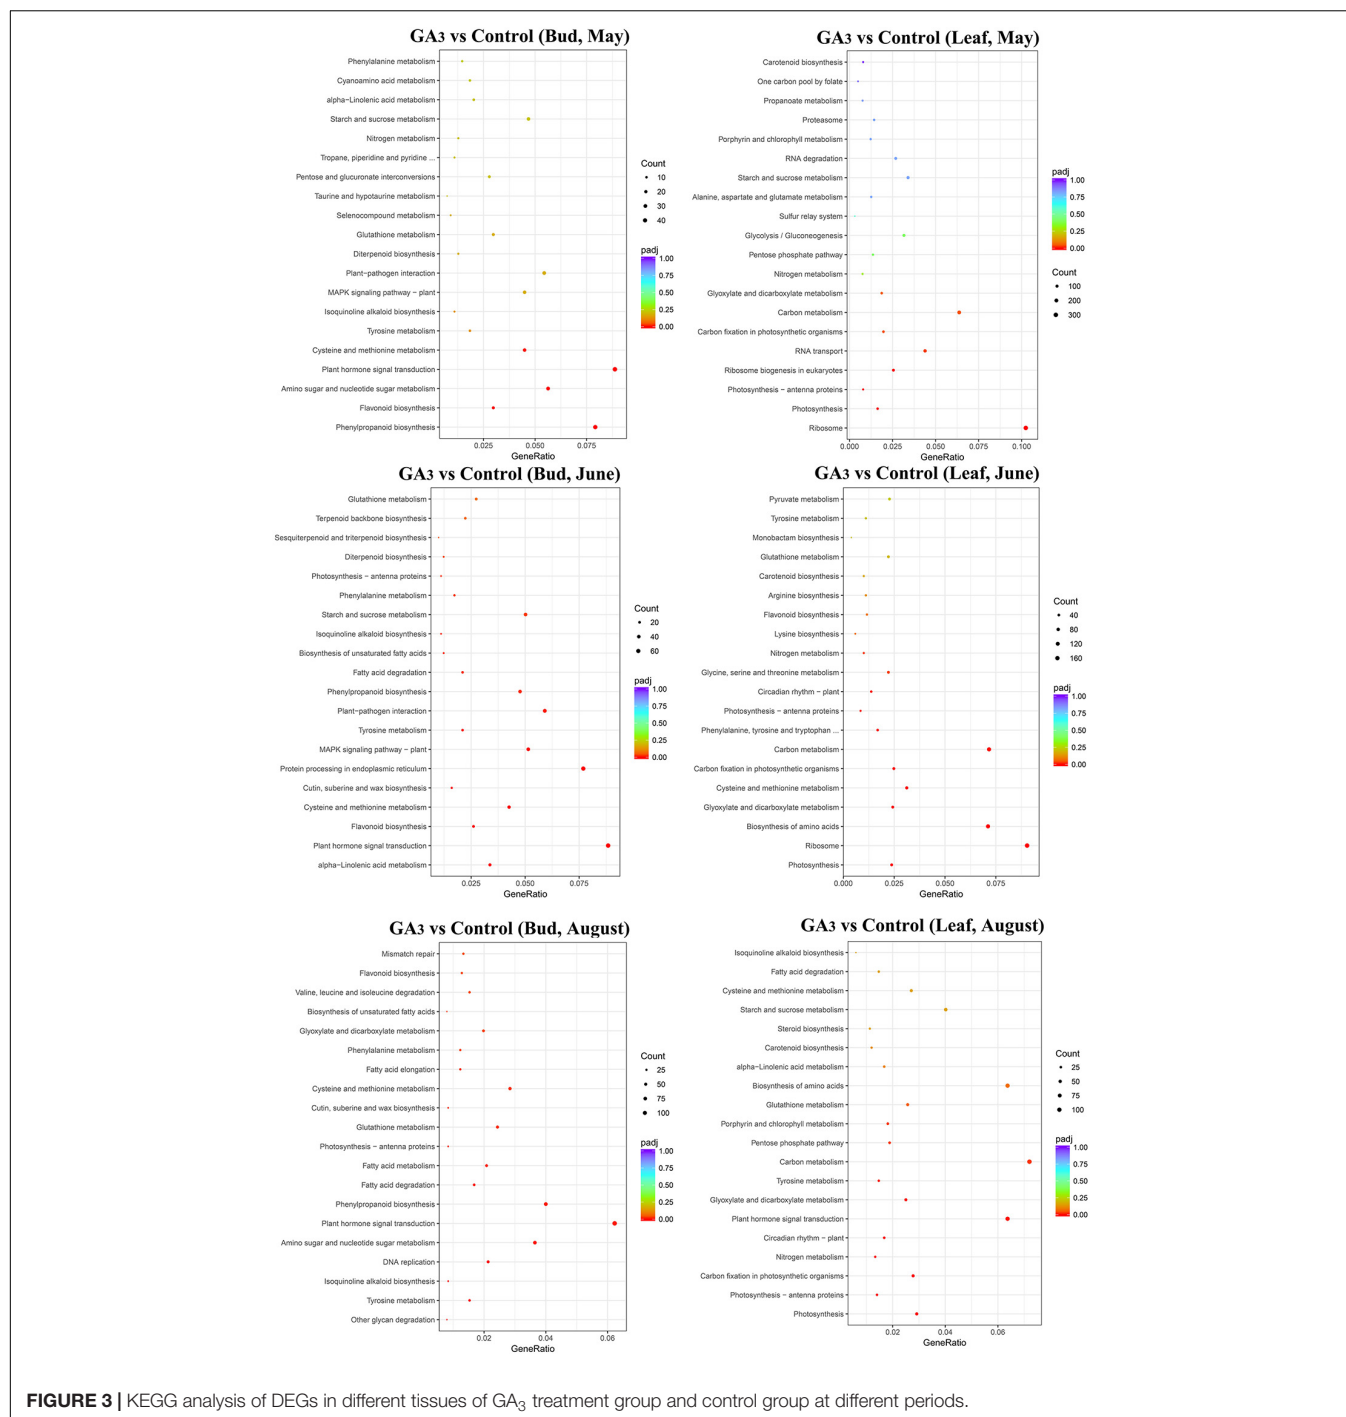 GA3 vs Control (Bud, May)
Phenylalanine metabolism
Cyanoamino acid metabolism
alpha−Linolenic acid metabolism
Starch and sucrose metabolism
Nitrogen metabolism
Tropane, piperidine and pyridine ...
Pentose and glucuronate interconversions
Taurine and hypotaurine metabolism
Selenocompound metabolism
Glutathione metabolism
Diterpenoid biosynthesis
Plant−pathogen interaction
MAPK signaling pathway − plant
Isoquinoline alkaloid biosynthesis
Tyrosine metabolism
Cysteine and methionine metabolism
Plant hormone signal transduction
Amino sugar and nucleotide sugar metabolism
Flavonoid biosynthesis
Phenylpropanoid biosynthesis
0.025 0.050 0.075
GeneRatio
Count
10
20
30
40
padj
1.00
0.75
0.50
0.25
0.00
GA3 vs Control (Leaf, May)
Carotenoid biosynthesis
One carbon pool by folate
Propanoate metabolism
Proteasome
Porphyrin and chlorophyll metabolism
RNA degradation
Starch and sucrose metabolism
Alanine, aspartate and glutamate metabolism
Sulfur relay system
Glycolysis / Gluconeogenesis
Pentose phosphate pathway
Nitrogen metabolism
Glyoxylate and dicarboxylate metabolism
Carbon metabolism
Carbon fixation in photosynthetic organisms
RNA transport
Ribosome biogenesis in eukaryotes
Photosynthesis − antenna proteins
Photosynthesis
Ribosome
0.000 0.025 0.050 0.075 0.100
GeneRatio
padj
1.00
0.75
0.50
0.25
0.00
Count
100
200
300
GA3 vs Control (Bud, June)
Glutathione metabolism
Terpenoid backbone biosynthesis
Sesquiterpenoid and triterpenoid biosynthesis
Diterpenoid biosynthesis
Photosynthesis − antenna proteins
Phenylalanine metabolism
Starch and sucrose metabolism
Isoquinoline alkaloid biosynthesis
Biosynthesis of unsaturated fatty acids
Fatty acid degradation
Phenylpropanoid biosynthesis
Plant−pathogen interaction
Tyrosine metabolism
MAPK signaling pathway − plant
Protein processing in endoplasmic reticulum
Cutin, suberine and wax biosynthesis
Cysteine and methionine metabolism
Flavonoid biosynthesis
Plant hormone signal transduction
alpha−Linolenic acid metabolism
0.025 0.050 0.075
GeneRatio
Count
20
40
60
padj
1.00
0.75
0.50
0.25
0.00
GA3 vs Control (Leaf, June)
Pyruvate metabolism
Tyrosine metabolism
Monobactam biosynthesis
Glutathione metabolism
Carotenoid biosynthesis
Arginine biosynthesis
Flavonoid biosynthesis
Lysine biosynthesis
Nitrogen metabolism
Glycine, serine and threonine metabolism
Circadian rhythm − plant
Photosynthesis − antenna proteins
Phenylalanine, tyrosine and tryptophan ...
Carbon metabolism
Carbon fixation in photosynthetic organisms
Cysteine and methionine metabolism
Glyoxylate and dicarboxylate metabolism
Biosynthesis of amino acids
Ribosome
Photosynthesis
0.000 0.025 0.050 0.075
GeneRatio
Count
40
80
120
160
padj
1.00
0.75
0.50
0.25
0.00
GA3 vs Control (Bud, August)
Mismatch repair
Flavonoid biosynthesis
Valine, leucine and isoleucine degradation
Biosynthesis of unsaturated fatty acids
Glyoxylate and dicarboxylate metabolism
Phenylalanine metabolism
Fatty acid elongation
Cysteine and methionine metabolism
Cutin, suberine and wax biosynthesis
Glutathione metabolism
Photosynthesis − antenna proteins
Fatty acid metabolism
Fatty acid degradation
Phenylpropanoid biosynthesis
Plant hormone signal transduction
Amino sugar and nucleotide sugar metabolism
DNA replication
Isoquinoline alkaloid biosynthesis
Tyrosine metabolism
Other glycan degradation
0.02 0.04 0.06
GeneRatio
Count
25
50
75
100
padj
1.00
0.75
0.50
0.25
0.00
GA3 vs Control (Leaf, August)
Isoquinoline alkaloid biosynthesis
Fatty acid degradation
Cysteine and methionine metabolism
Starch and sucrose metabolism
Steroid biosynthesis
Carotenoid biosynthesis
alpha−Linolenic acid metabolism
Biosynthesis of amino acids
Glutathione metabolism
Porphyrin and chlorophyll metabolism
Pentose phosphate pathway
Carbon metabolism
Tyrosine metabolism
Glyoxylate and dicarboxylate metabolism
Plant hormone signal transduction
Circadian rhythm − plant
Nitrogen metabolism
Carbon fixation in photosynthetic organisms
Photosynthesis − antenna proteins
Photosynthesis
0.02 0.04 0.06
GeneRatio
Count
25
50
75
100
padj
1.00
0.75
0.50
0.25
0.00
FIGURE 3 | KEGG analysis of DEGs in different tissues of GA3 treatment group and control group at different periods.